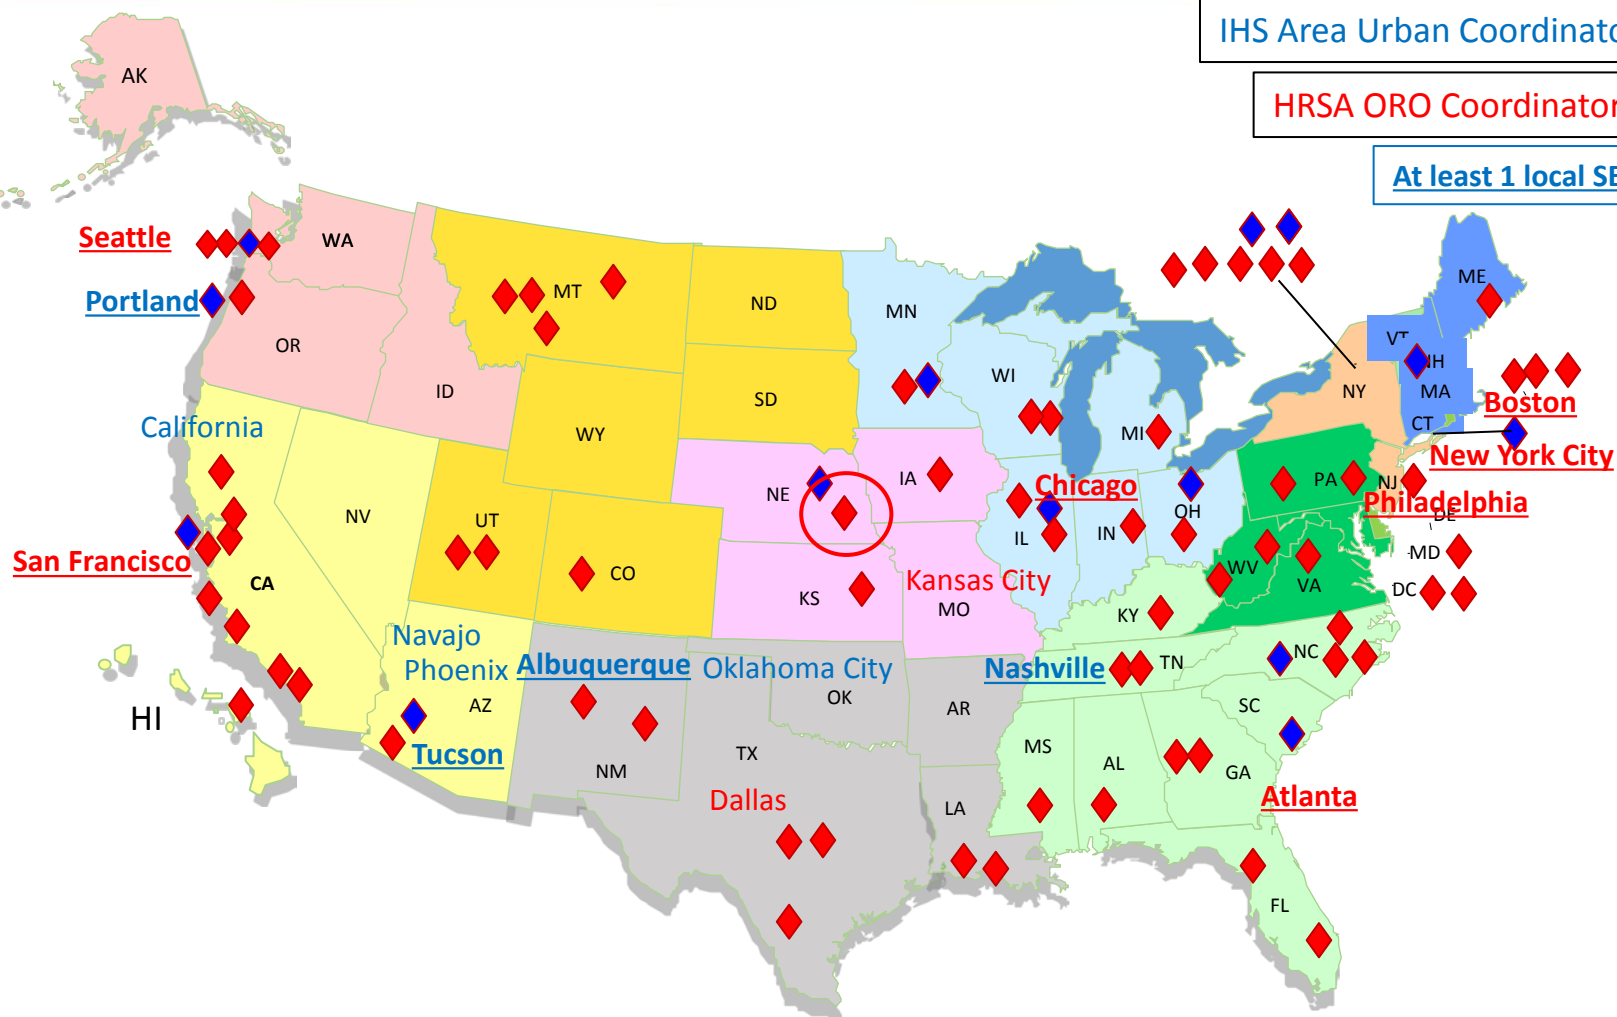 IHS Area Urban Coordinato
HRSA ORO Coordinator
At least 1 local SE
AK
Seattle
WA
Portland
OR
ID
MT
ND
MN
SD
WY
WI
MI
ME
VT
NH
NY
MA
CT
Boston
New York City
California
NV
UT
CO
NE
IA
Chicago
IL
IN
OH
PA
NJ
Philadelphia
DE
MD
DC
WV
VA
San Francisco
CA
KS
Kansas City
MO
KY
HI
Navajo
Phoenix
AZ
Tucson
Albuquerque
NM
Oklahoma City
OK
TX
Dallas
AR
LA
Nashville
TN
NC
SC
MS
AL
GA
Atlanta
FL